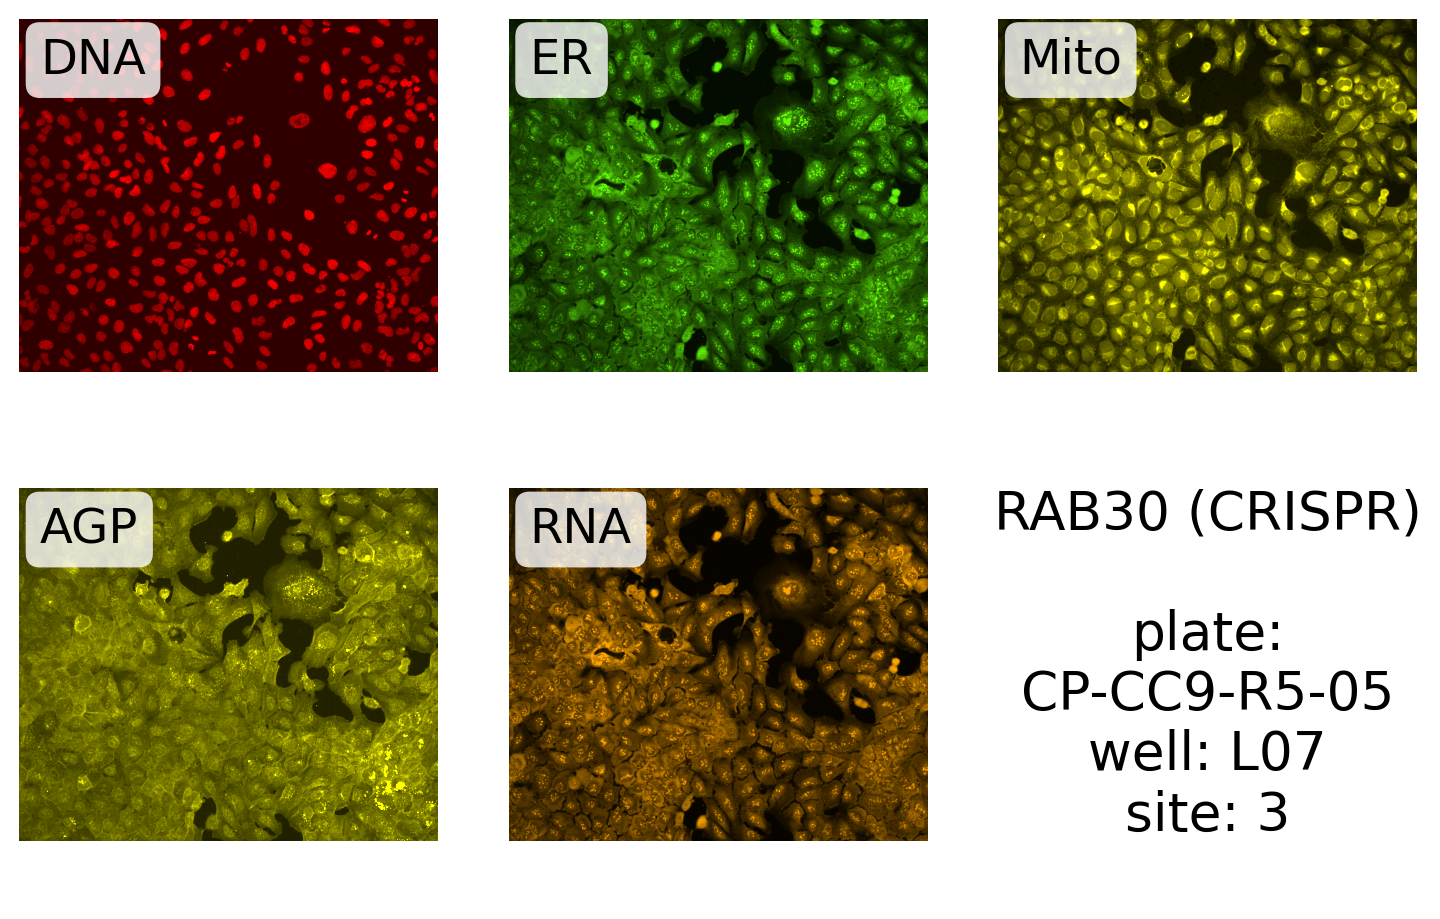 DNA
ER
Mito
AGP
RNA
RAB30 (CRISPR)
plate:
CP-CC9-R5-05
well: L07
site: 3